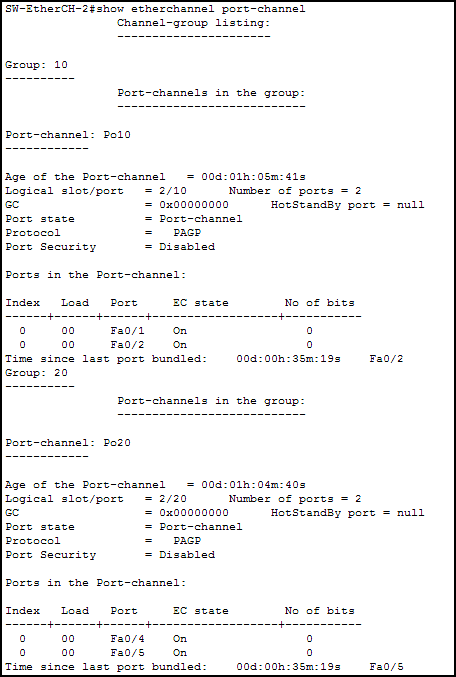 SW-EtherCH-2#show etherchannel port-channel
Channel-group listing:
----------------------
Group: 10
----------
Port-channels in the group:
---------------------------
Port-channel: Po10
------------
Age of the Port-channel   = 00d:01h:05m:41s
Logical slot/port   = 2/10      Number of ports = 2
GC                  = 0x00000000      HotStandBy port = null
Port state          = Port-channel
Protocol            =   PAGP
Port Security       = Disabled
Ports in the Port-channel:
Index   Load   Port     EC state        No of bits
------+------+------+------------------+-----------
  0     00     Fa0/1    On                 0
  0     00     Fa0/2    On                 0
Time since last port bundled:    00d:00h:35m:19s    Fa0/2
Group: 20
----------
Port-channels in the group:
---------------------------
Port-channel: Po20
------------
Age of the Port-channel   = 00d:01h:04m:40s
Logical slot/port   = 2/20      Number of ports = 2
GC                  = 0x00000000      HotStandBy port = null
Port state          = Port-channel
Protocol            =   PAGP
Port Security       = Disabled
Ports in the Port-channel:
Index   Load   Port     EC state        No of bits
------+------+------+------------------+-----------
  0     00     Fa0/4    On                 0
  0     00     Fa0/5    On                 0
Time since last port bundled:    00d:00h:35m:19s    Fa0/5